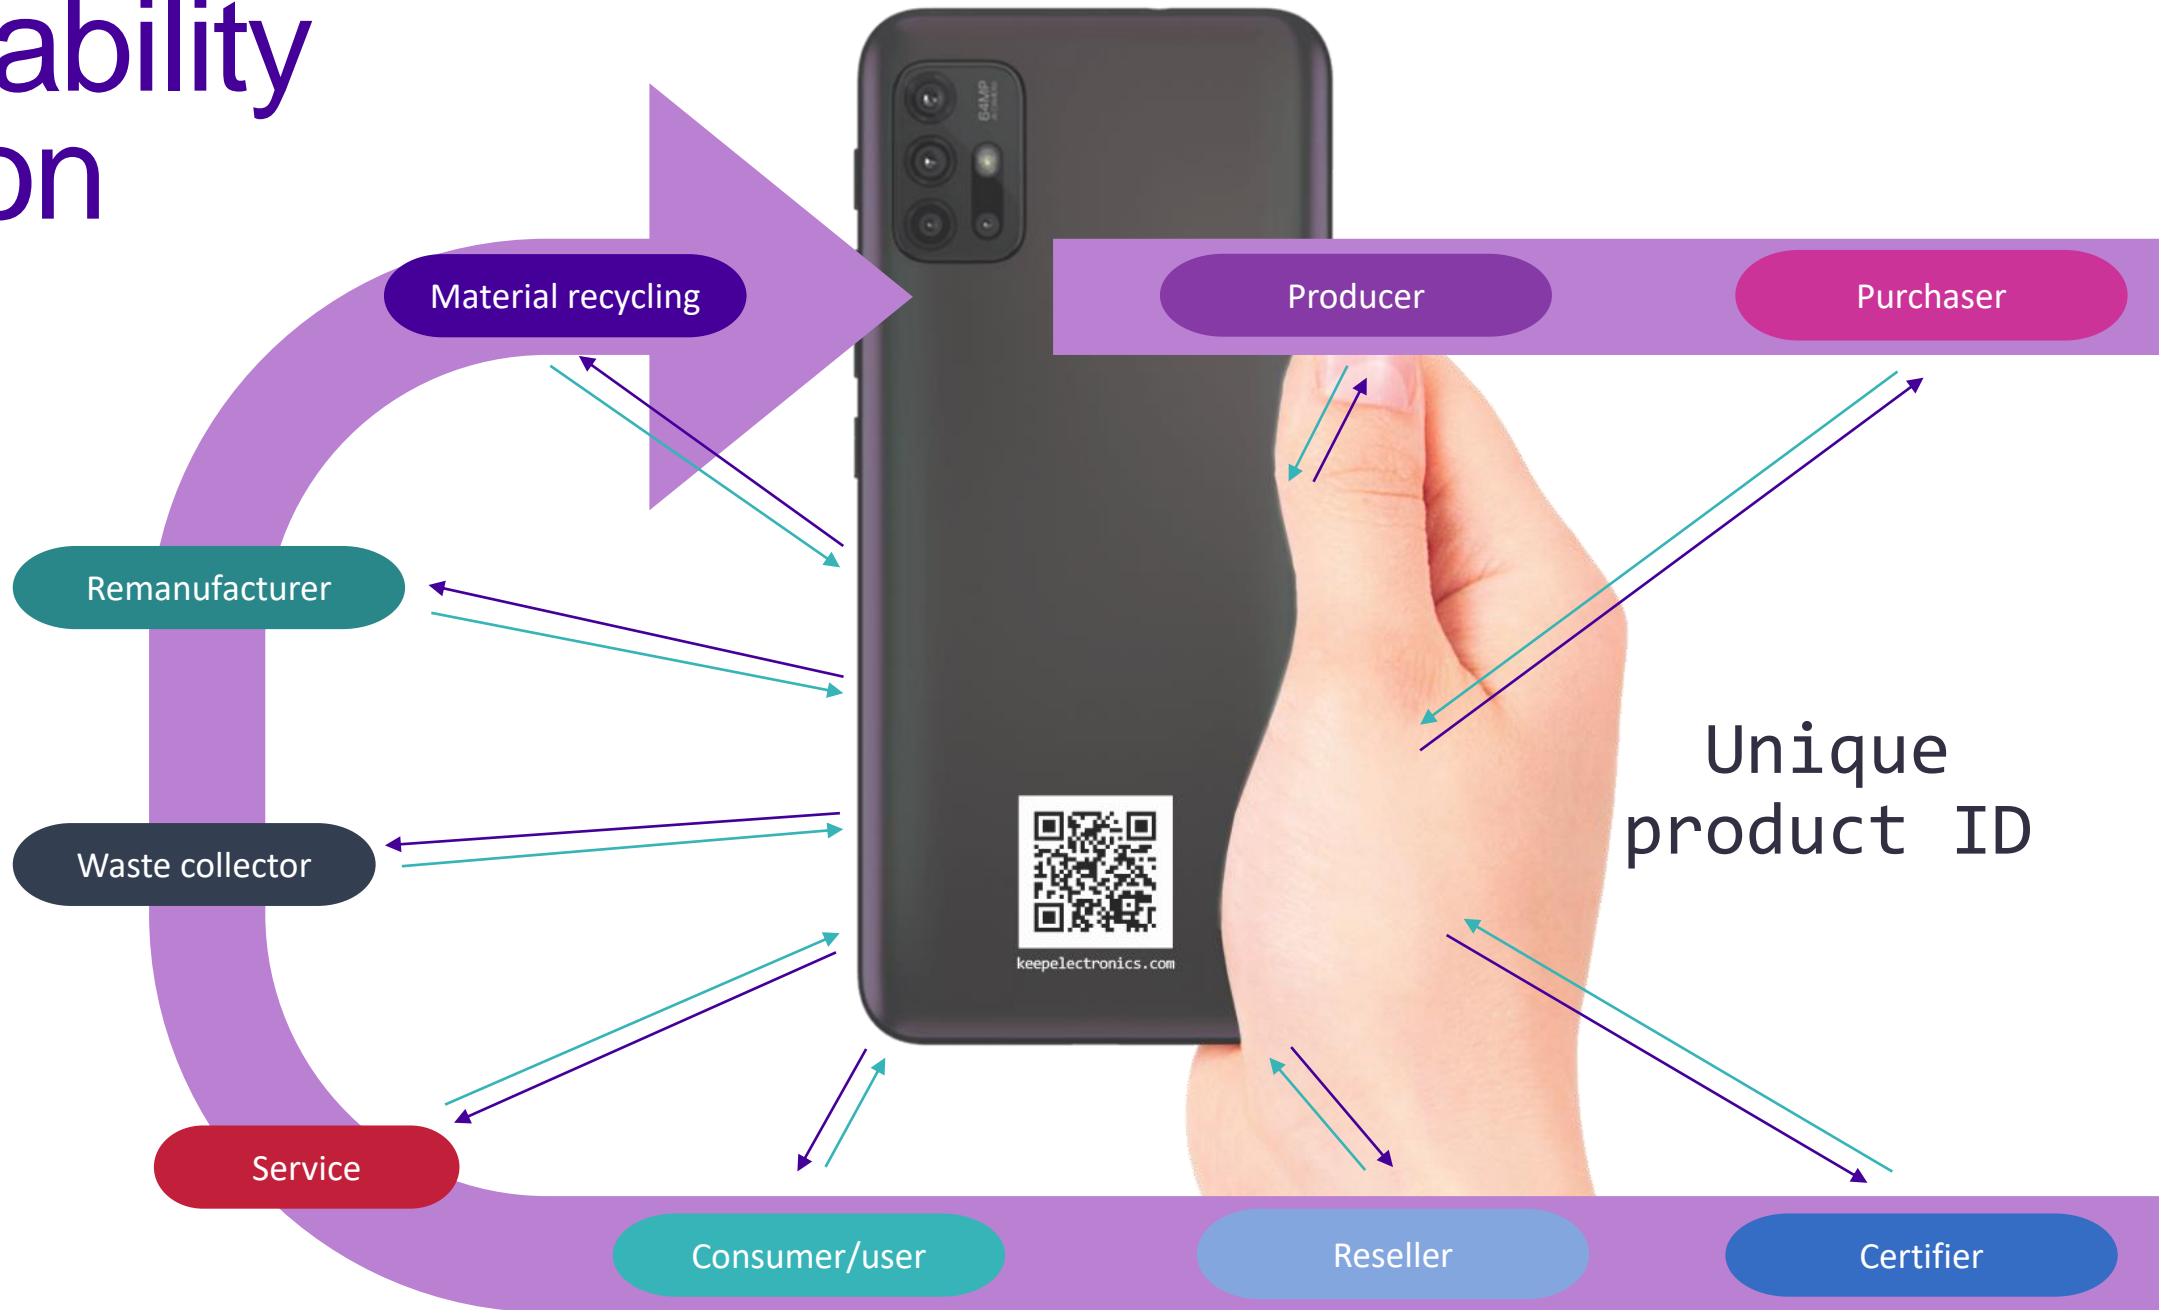 ability
on
64MP
Material recycling
Producer
Purchaser
Remanufacturer
Unique
product ID
Waste collector
keepelectronics.com
Service
Consumer/user
Reseller
Certifier